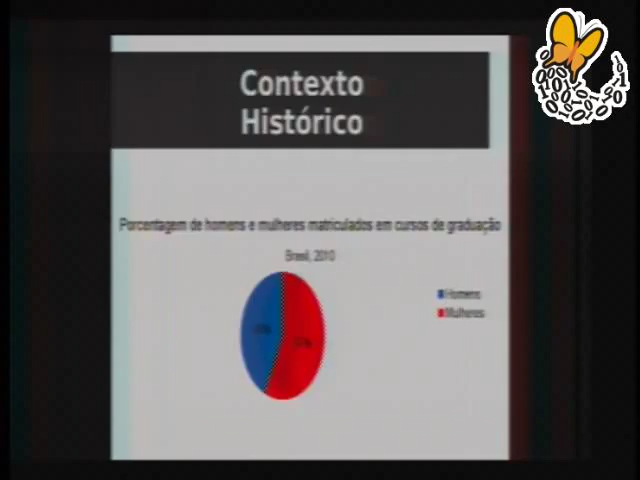 Contexto
Histórico
Porcentagem de homens e mulheres matriculados em cursos de graduação
Brasil, 2010
Homens
Mulheres